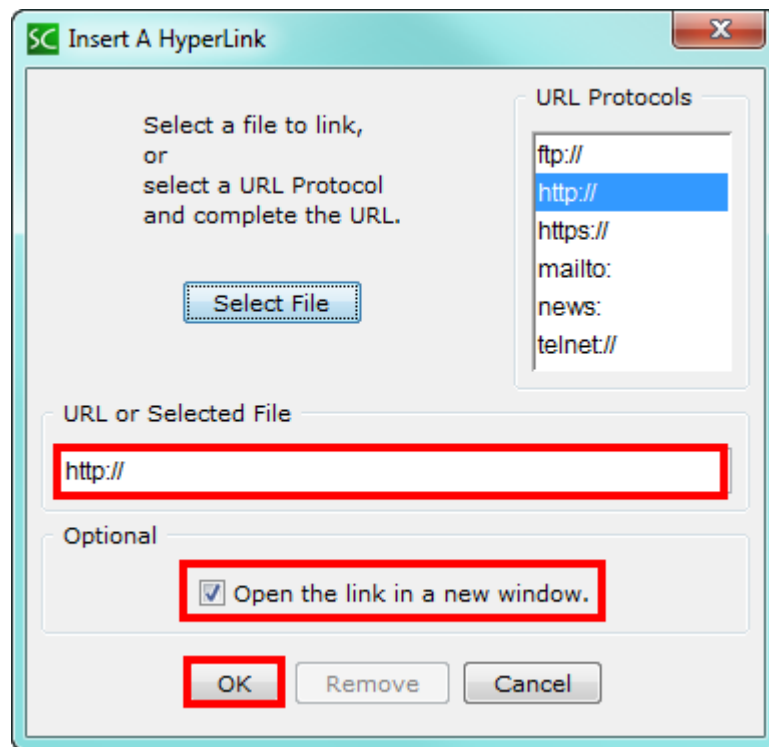 SC Insert A HyperLink
x
Select a file to link,
or
select a URL Protocol
and complete the URL.
Select File
URL Protocols
ftp://
http://
https://
mailto:
news:
telnet://
URL or Selected File
http://
Optional
Open the link in a new window.
OK
Remove
Cancel